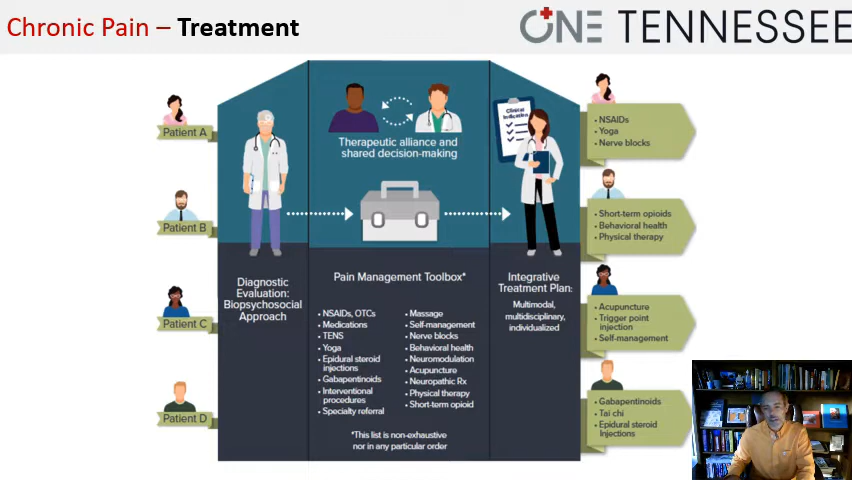 Chronic Pain – Treatment
ONE TENNESSEE
Patient A
Patient B
Patient C
Patient D
Therapeutic alliance and
shared decision-making
Clinical
Indication
Diagnostic
Evaluation:
Biopsychosocial
Approach
Pain Management Toolbox*
• NSAIDs, OTCs
• Medications
• TENS
• Yoga
• Epidural steroid
injections
• Gabapentinoids
• Interventional
procedures
• Specialty referral
• Massage
• Self-management
• Nerve blocks
• Behavioral health
• Neuromodulation
• Acupuncture
• Neuropathic Rx
• Physical therapy
• Short-term opioid
*This list is non-exhaustive
nor in any particular order
Integrative
Treatment Plan:
Multimodal,
multidisciplinary,
individualized
• NSAIDs
• Yoga
• Nerve blocks
• Short-term opioids
• Behavioral health
• Physical therapy
• Acupuncture
• Trigger point
injection
• Self-management
• Gabapentinoids
• Tai chi
• Epidural steroid
Injections